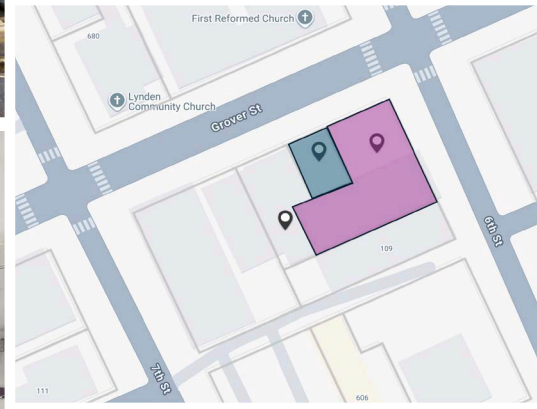 First Reformed Church
680
Lynden
Community Church
Grover St
6th St
109
7th St
111
606